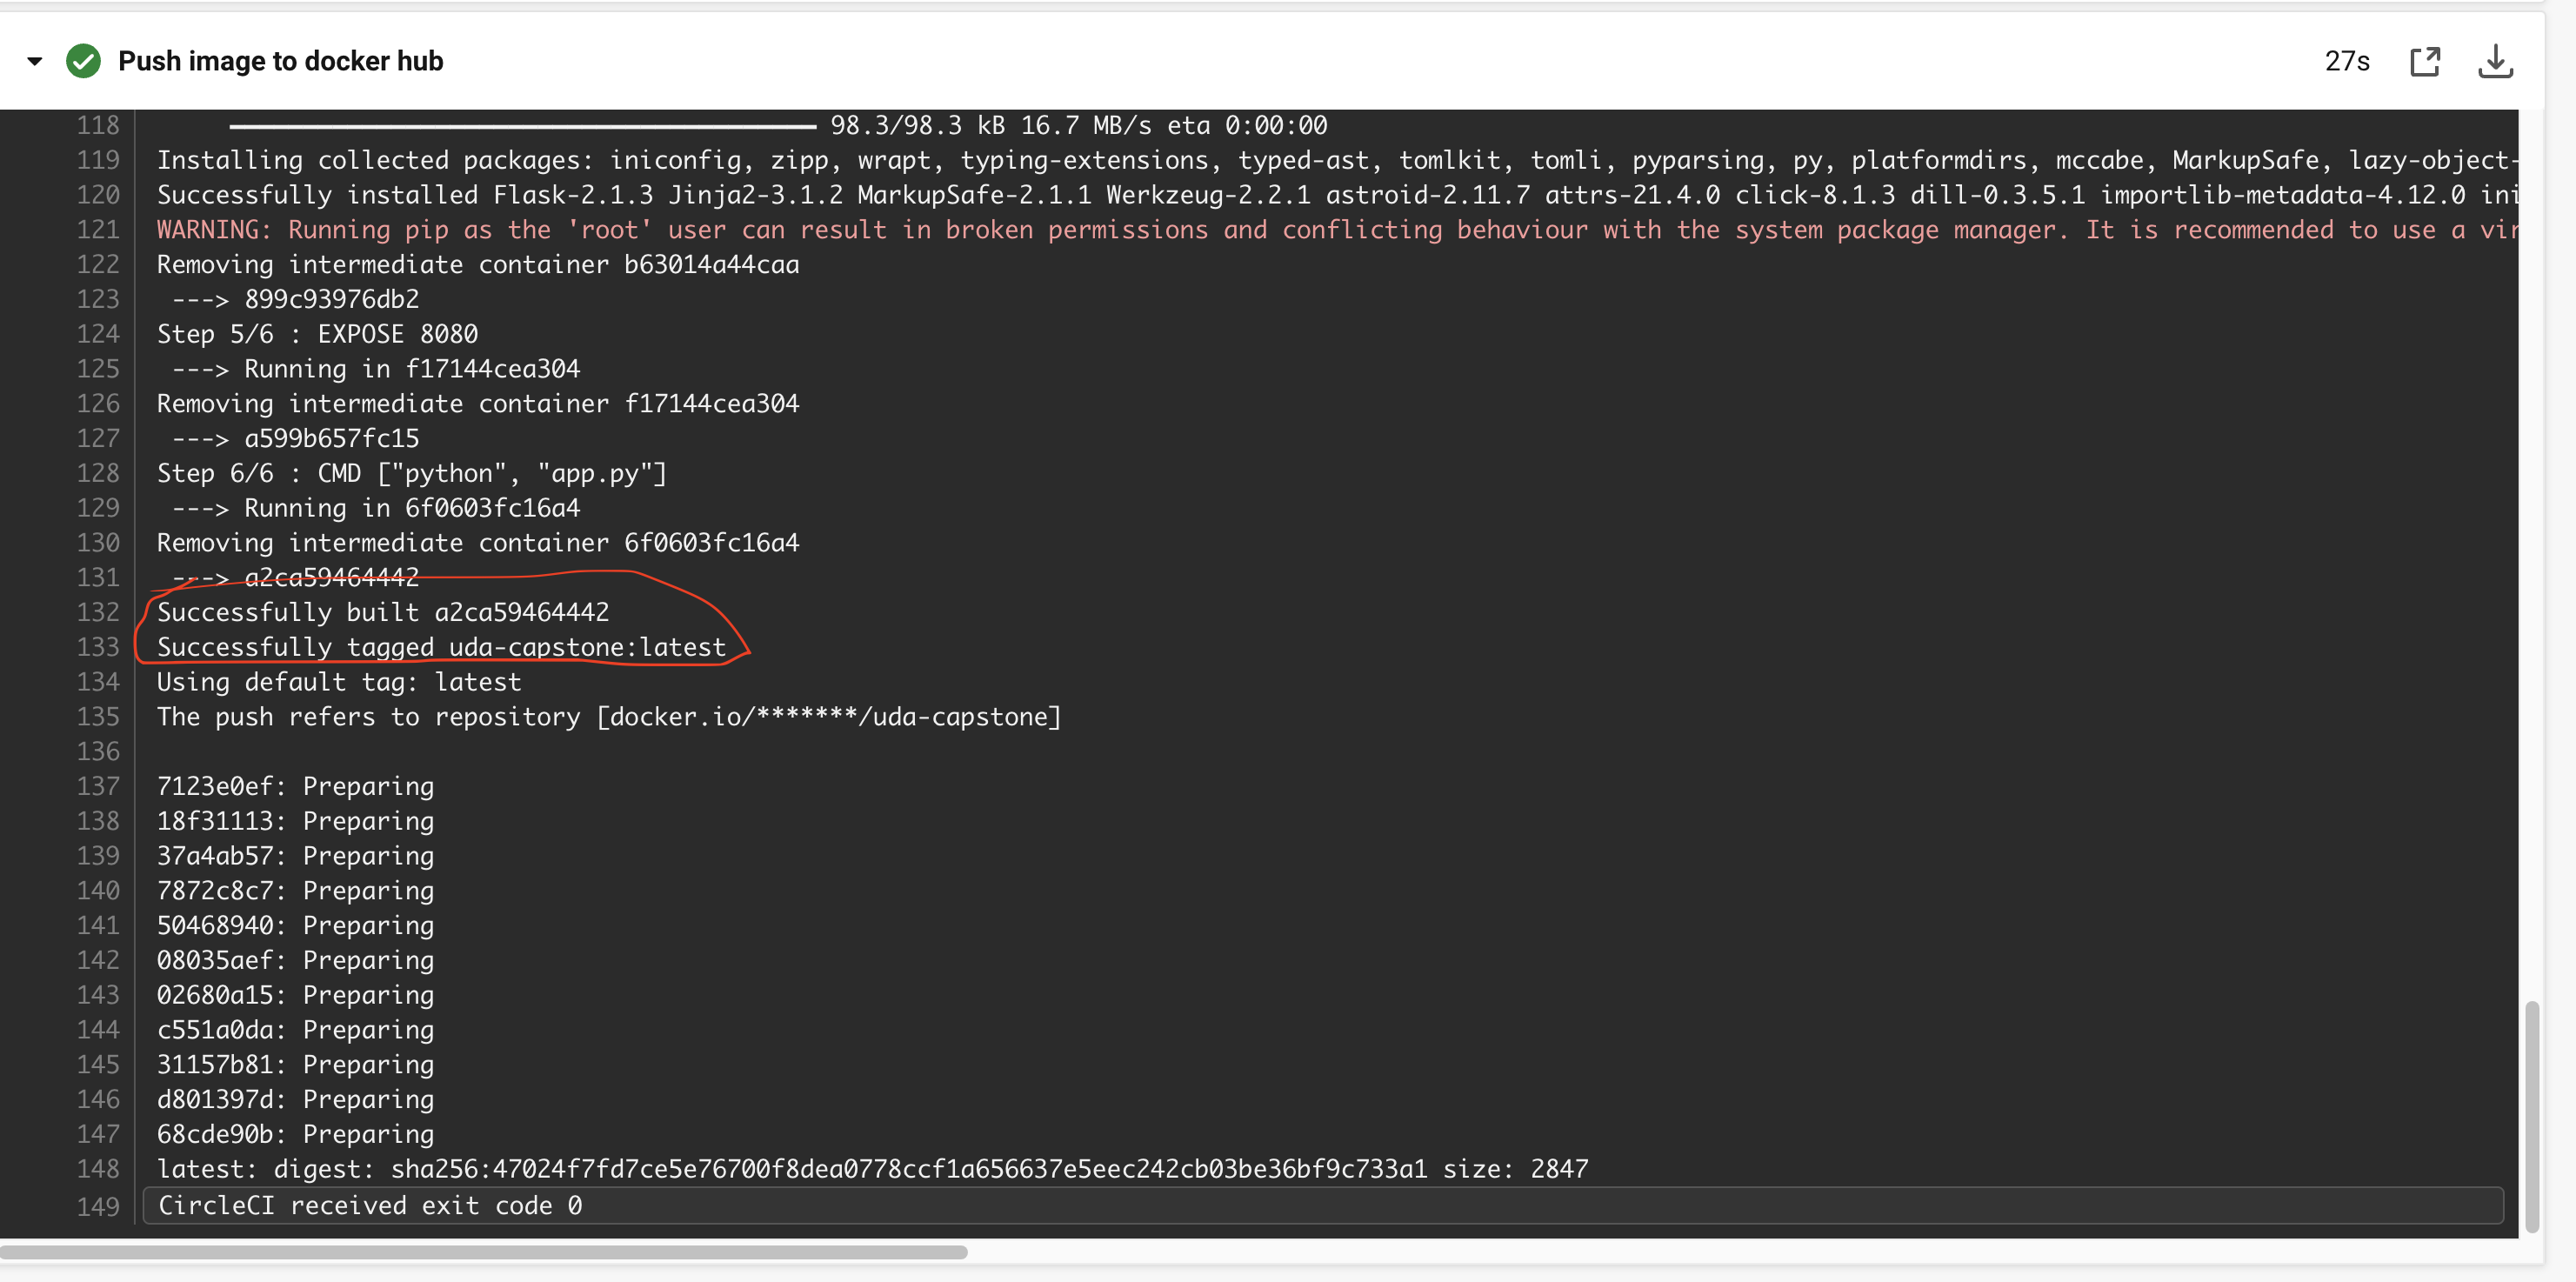 Push image to docker hub
27s
118 98.3/98.3 kB 16.7 MB/s eta 0:00:00
119 Installing collected packages: iniconfig, zipp, wrapt, typing-extensions, typed-ast, tomlkit, tomli, pyparsing, py, platformdirs, mccabe, MarkupSafe, lazy-object-
120 Successfully installed Flask-2.1.3 Jinja2-3.1.2 MarkupSafe-2.1.1 Werkzeug-2.2.1 astroid-2.11.7 attrs-21.4.0 click-8.1.3 dill-0.3.5.1 importlib-metadata-4.12.0 ini
121 WARNING: Running pip as the 'root' user can result in broken permissions and conflicting behaviour with the system package manager. It is recommended to use a vir
122 Removing intermediate container b63014a44caa
123 ---> 899c93976db2
124 Step 5/6 : EXPOSE 8080
125 ---> Running in f17144cea304
126 Removing intermediate container f17144cea304
127 ---> a599b657fc15
128 Step 6/6 : CMD ["python", "app.py"]
129 ---> Running in 6f0603fc16a4
130 Removing intermediate container 6f0603fc16a4
131 ---> a2ca59464442
132 Successfully built a2ca59464442
133 Successfully tagged uda-capstone:latest
134 Using default tag: latest
135 The push refers to repository [docker.io/*******/uda-capstone]
136
137 7123e0ef: Preparing
138 18f31113: Preparing
139 37a4ab57: Preparing
140 7872c8c7: Preparing
141 50468940: Preparing
142 08035aef: Preparing
143 02680a15: Preparing
144 c551a0da: Preparing
145 31157b81: Preparing
146 d801397d: Preparing
147 68cde90b: Preparing
148 latest: digest: sha256:47024f7fd7ce5e76700f8dea0778ccf1a656637e5eec242cb03be36bf9c733a1 size: 2847
149 CircleCI received exit code 0